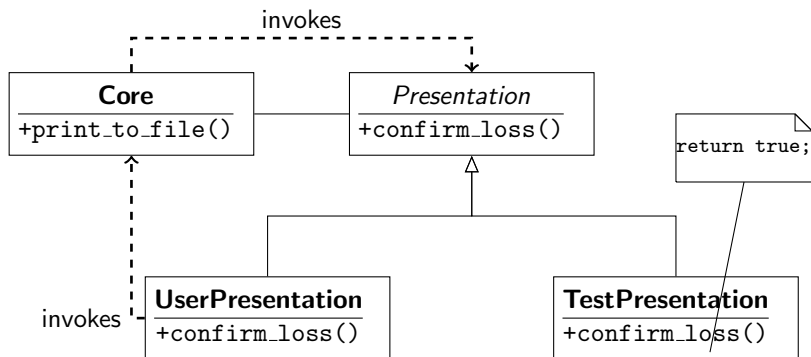 invokes
Core
+print_to_file()
Presentation
+confirm_loss()
return true;
UserPresentation
+confirm_loss()
TestPresentation
+confirm_loss()
invokes